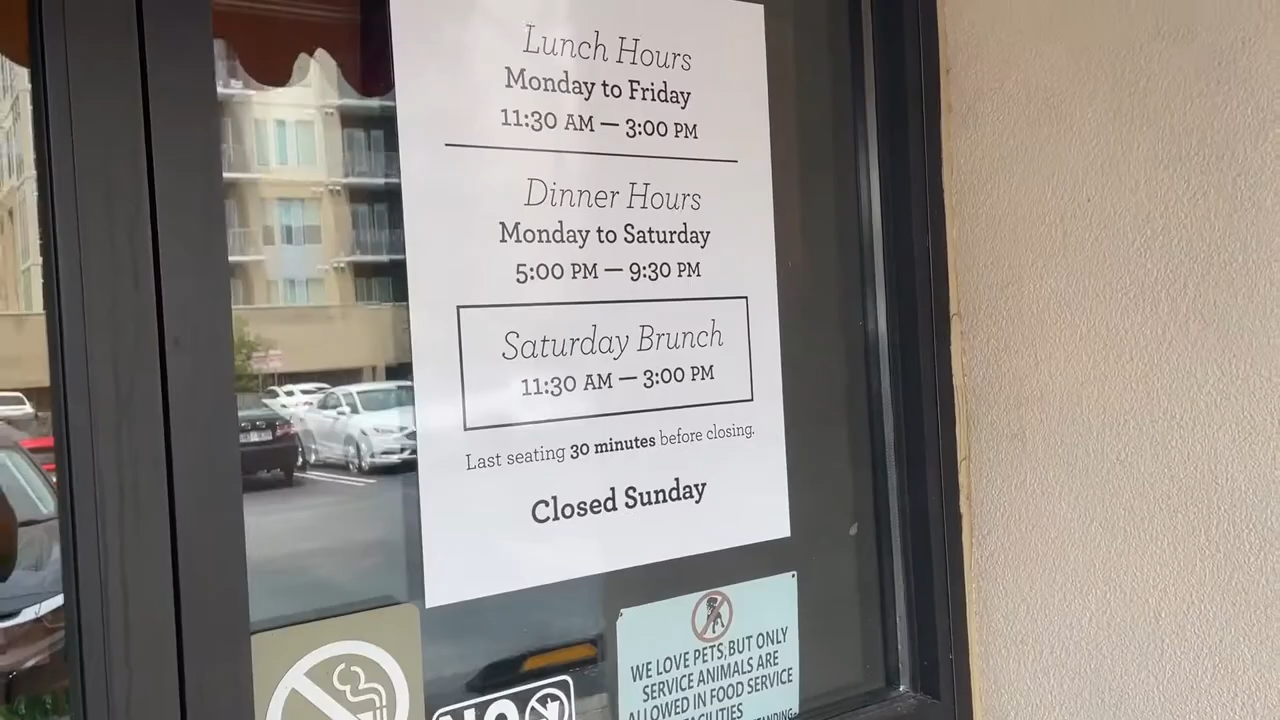 Lunch Hours
Monday to Friday
11:30 AM — 3:00 PM
Dinner Hours
Monday to Saturday
5:00 PM — 9:30 PM
Saturday Brunch
11:30 AM — 3:00 PM
Last seating 30 minutes before closing.
Closed Sunday
NO
WE LOVE PETS, BUT ONLY
SERVICE ANIMALS ARE
ALLOWED IN FOOD SERVICE
FACILITIES